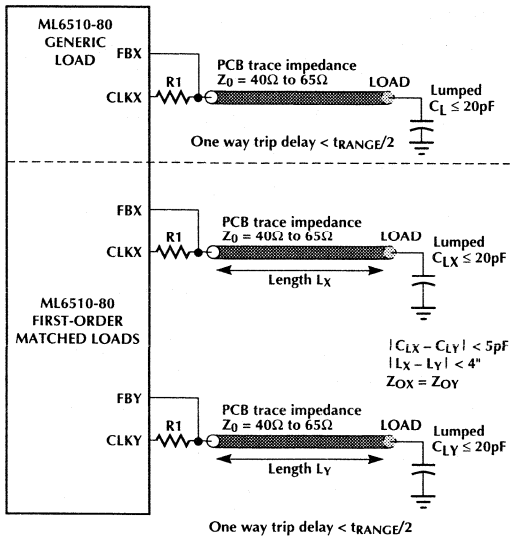 ML6510-80
GENERIC
LOAD
FBX
CLKX
R1
PCB trace impedance
Z0 = 40Ω to 65Ω
LOAD
Lumped
CL ≤ 20pF
One way trip delay < tRANGE/2
FBX
CLKX
R1
PCB trace impedance
Z0 = 40Ω to 65Ω
LOAD
Lumped
CLX ≤ 20pF
Length LX
ML6510-80
FIRST-ORDER
MATCHED LOADS
| CLX – CLY | < 5pF
| LX – LY | < 4"
ZOX = ZOY
FBY
CLKY
R1
PCB trace impedance
Z0 = 40Ω to 65Ω
LOAD
Lumped
CLY ≤ 20pF
Length LY
One way trip delay < tRANGE/2